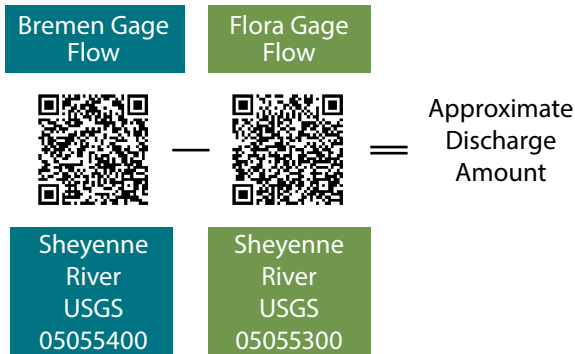 Bremen Gage
Flow
Flora Gage
Flow
—
=
Approximate
Discharge
Amount
Sheyenne
River
USGS
05055400
Sheyenne
River
USGS
05055300